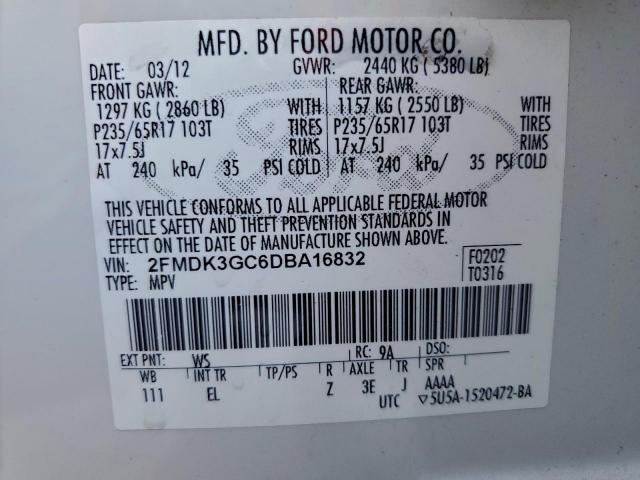 MFD. BY FORD MOTOR CO.
DATE: 03/12 GVWR: 2440 KG ( 5380 LB)
FRONT GAWR: REAR GAWR:
1297 KG ( 2860 LB) WITH 1157 KG ( 2550 LB) WITH
P235/65R17 103T TIRES P235/65R17 103T TIRES
17x7.5J RIMS 17x7.5J RIMS
AT 240 kPa/ 35 PSI COLD AT 240 kPa/ 35 PSI COLD
THIS VEHICLE CONFORMS TO ALL APPLICABLE FEDERAL MOTOR
VEHICLE SAFETY AND THEFT PREVENTION STANDARDS IN
EFFECT ON THE DATE OF MANUFACTURE SHOWN ABOVE.
VIN: 2FMDK3GC6DBA16832 F0202
TYPE: MPV T0316
EXT PNT: WS RC: 9A DSO:
WB INT TR TP/PS R AXLE TR SPR
111 EL Z 3E J AAAA
UTC ▽5U5A-1520472-BA